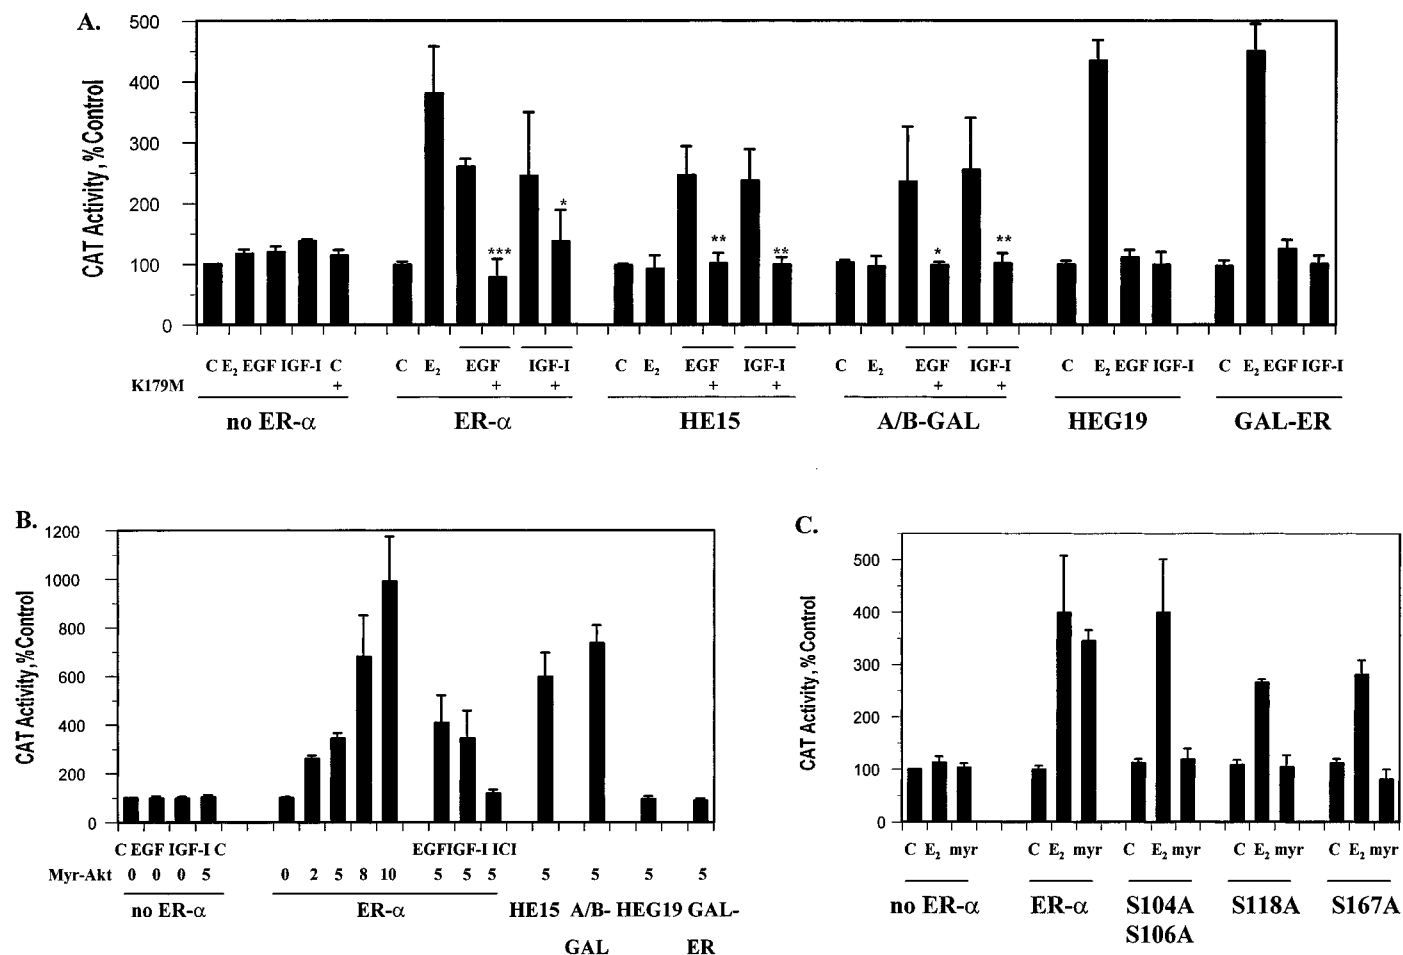 A.
CAT Activity, % Control
500
400
300
200
100
0
*** * ** ** * **
C E₂ EGF IGF-I C C E₂ EGF IGF-I C E₂ EGF IGF-I C E₂ EGF IGF-I C E₂ EGF IGF-I C E₂ EGF IGF-I
K179M + + + + + + +
no ER-α ER-α HE15 A/B-GAL HEG19 GAL-ER
B.
CAT Activity,%Control
1200
1000
800
600
400
200
0
C EGF IGF-I C EGFIGF-I ICI
Myr-Akt 0 0 0 5 0 2 5 8 10 5 5 5 5 5 5 5
no ER-α ER-α HE15 A/B- HEG19 GAL-
GAL ER
C.
CAT Activity, % Control
500
400
300
200
100
0
C E₂ myr C E₂ myr C E₂ myr C E₂ myr C E₂ myr
no ER-α ER-α S104A S118A S167A
S106A